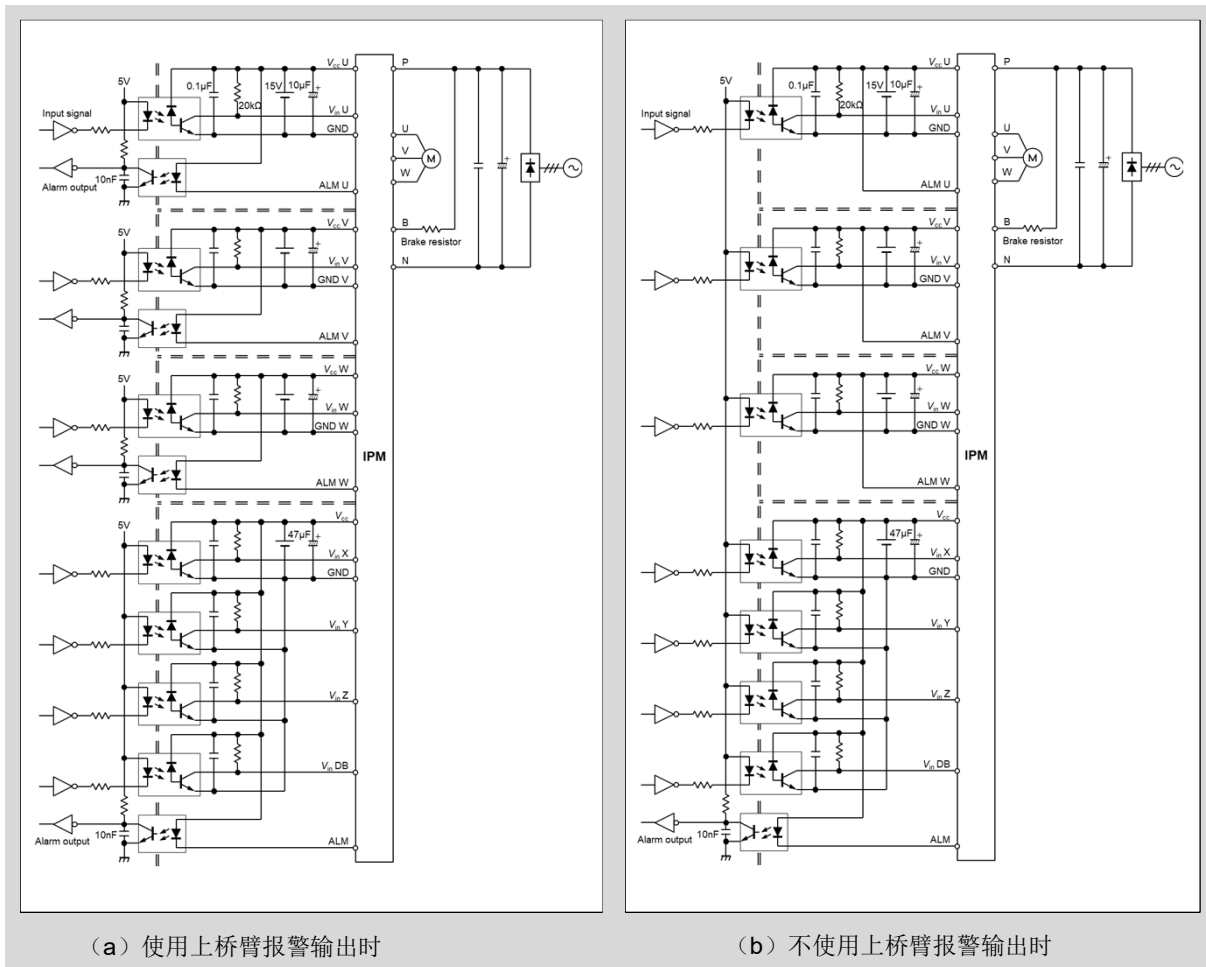 5V
Input signal
Alarm output
10nF
0.1µF
20kΩ
15V
10µF
Vcc U
Vin U
GND
ALM U
5V
Vcc V
Vin V
GND V
ALM V
5V
Vcc W
Vin W
GND W
ALM W
5V
47µF
Vcc
Vin X
GND
Vin Y
Vin Z
Vin DB
Alarm output
10nF
ALM
IPM
P
U
V
W
M
B
Brake resistor
N
(a)使用上桥臂报警输出时
5V
Input signal
0.1µF
20kΩ
15V
10µF
Vcc U
Vin U
GND
ALM U
Vcc V
Vin V
GND V
ALM V
Vcc W
Vin W
GND W
ALM W
47µF
Vcc
Vin X
GND
Vin Y
Vin Z
Vin DB
Alarm output
10nF
ALM
IPM
P
U
V
W
M
B
Brake resistor
N
(b)不使用上桥臂报警输出时